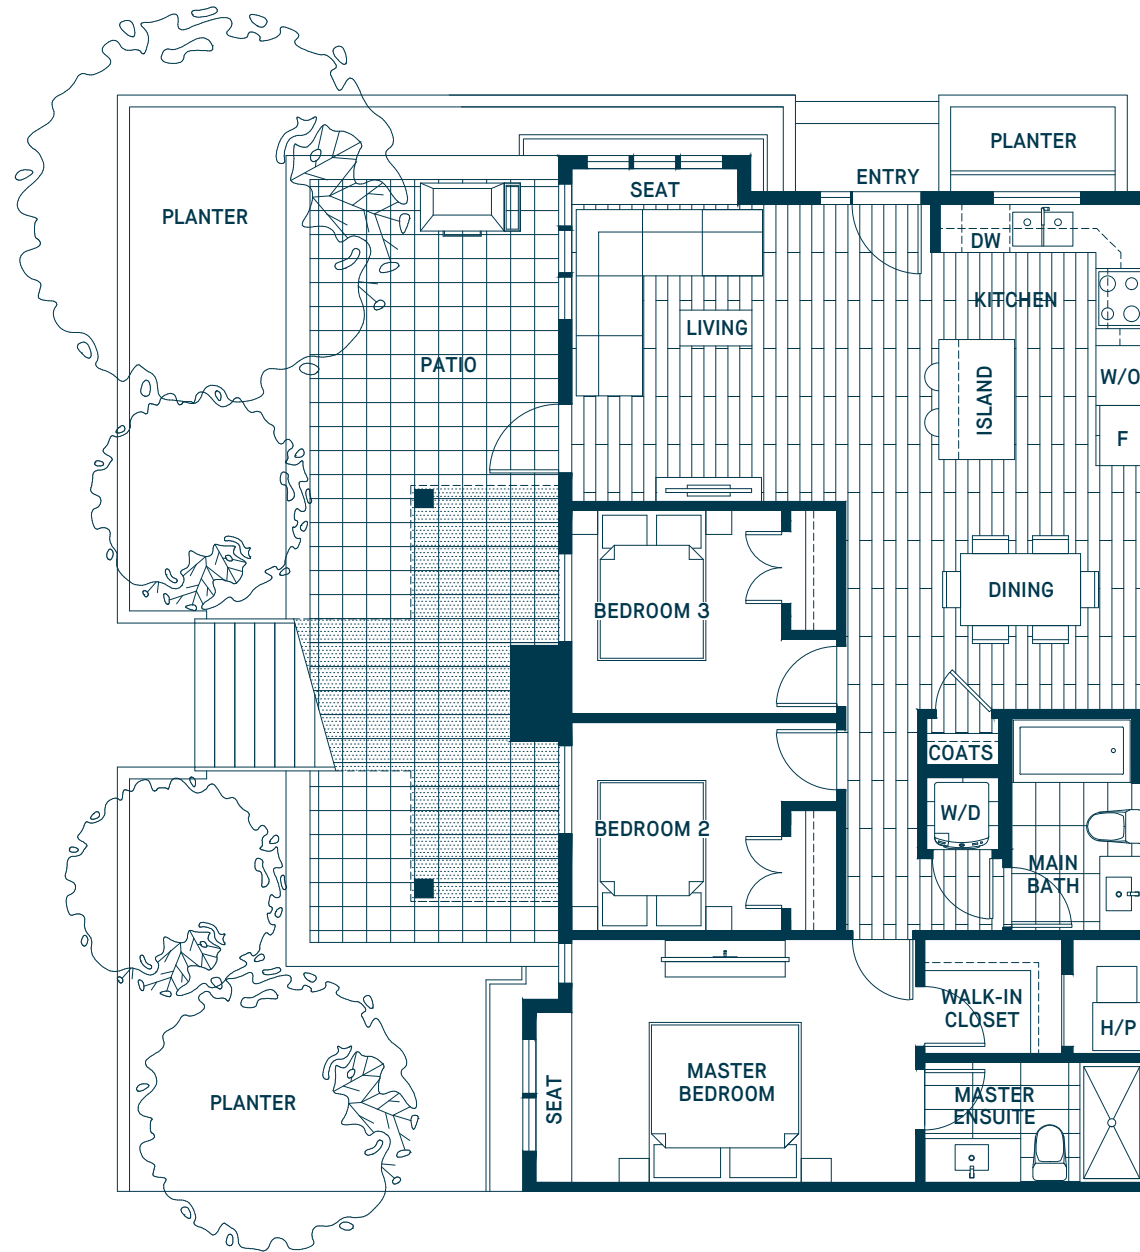 PLANTER
ENTRY
SEAT
PLANTER
DW
KITCHEN
LIVING
PATIO
W/O
ISLAND
F
DINING
BEDROOM 3
COATS
W/D
BEDROOM 2
MAIN
BATH
WALK-IN
CLOSET
H/P
MASTER
BEDROOM
SEAT
MASTER
ENSUITE
PLANTER